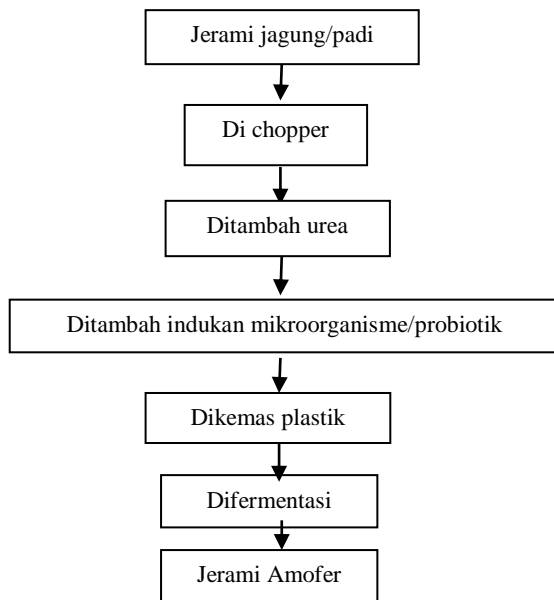 Jerami jagung/padi
Di chopper
Ditambah urea
Ditambah indukan mikroorganisme/probiotik
Dikemas plastik
Difermentasi
Jerami Amofer